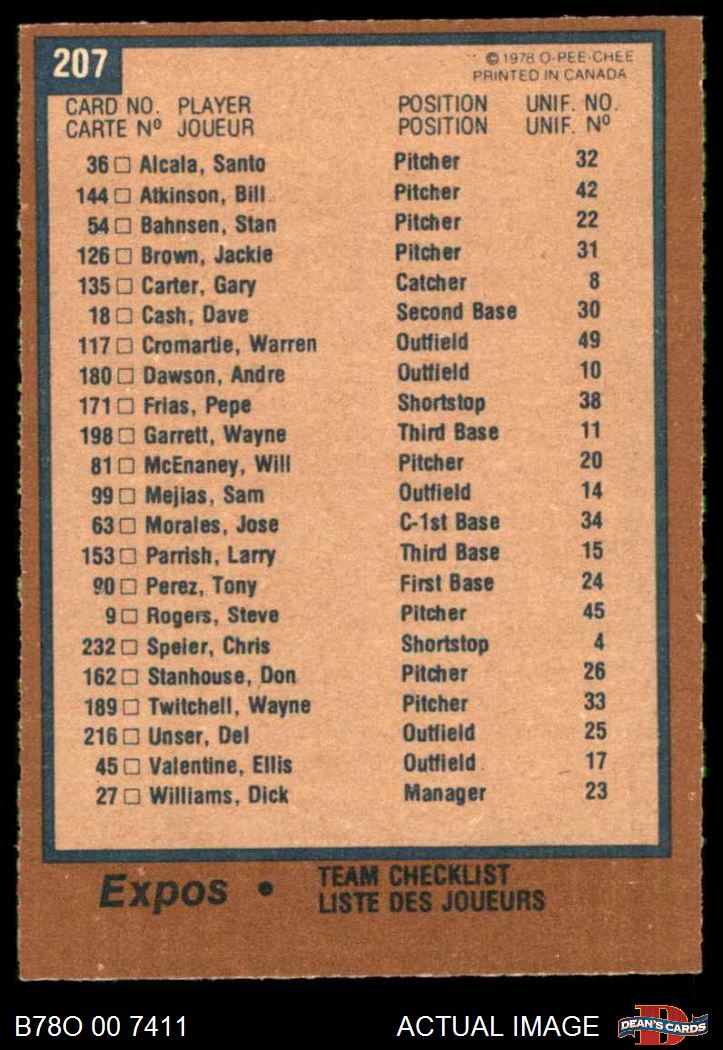 207
© 1978 O-PEE-CHEE
PRINTED IN CANADA
CARD NO. PLAYER POSITION UNIF. NO.
CARTE Nº JOUEUR POSITION UNIF. Nº
36 □ Alcala, Santo Pitcher 32
144 □ Atkinson, Bill Pitcher 42
54 □ Bahnsen, Stan Pitcher 22
126 □ Brown, Jackie Pitcher 31
135 □ Carter, Gary Catcher 8
18 □ Cash, Dave Second Base 30
117 □ Cromartie, Warren Outfield 49
180 □ Dawson, Andre Outfield 10
171 □ Frias, Pepe Shortstop 38
198 □ Garrett, Wayne Third Base 11
81 □ McEnaney, Will Pitcher 20
99 □ Mejias, Sam Outfield 14
63 □ Morales, Jose C-1st Base 34
153 □ Parrish, Larry Third Base 15
90 □ Perez, Tony First Base 24
9 □ Rogers, Steve Pitcher 45
232 □ Speier, Chris Shortstop 4
162 □ Stanhouse, Don Pitcher 26
189 □ Twitchell, Wayne Pitcher 33
216 □ Unser, Del Outfield 25
45 □ Valentine, Ellis Outfield 17
27 □ Williams, Dick Manager 23
Expos • TEAM CHECKLIST
LISTE DES JOUEURS
B78O 00 7411 ACTUAL IMAGE
D
DEAN'S CARDS